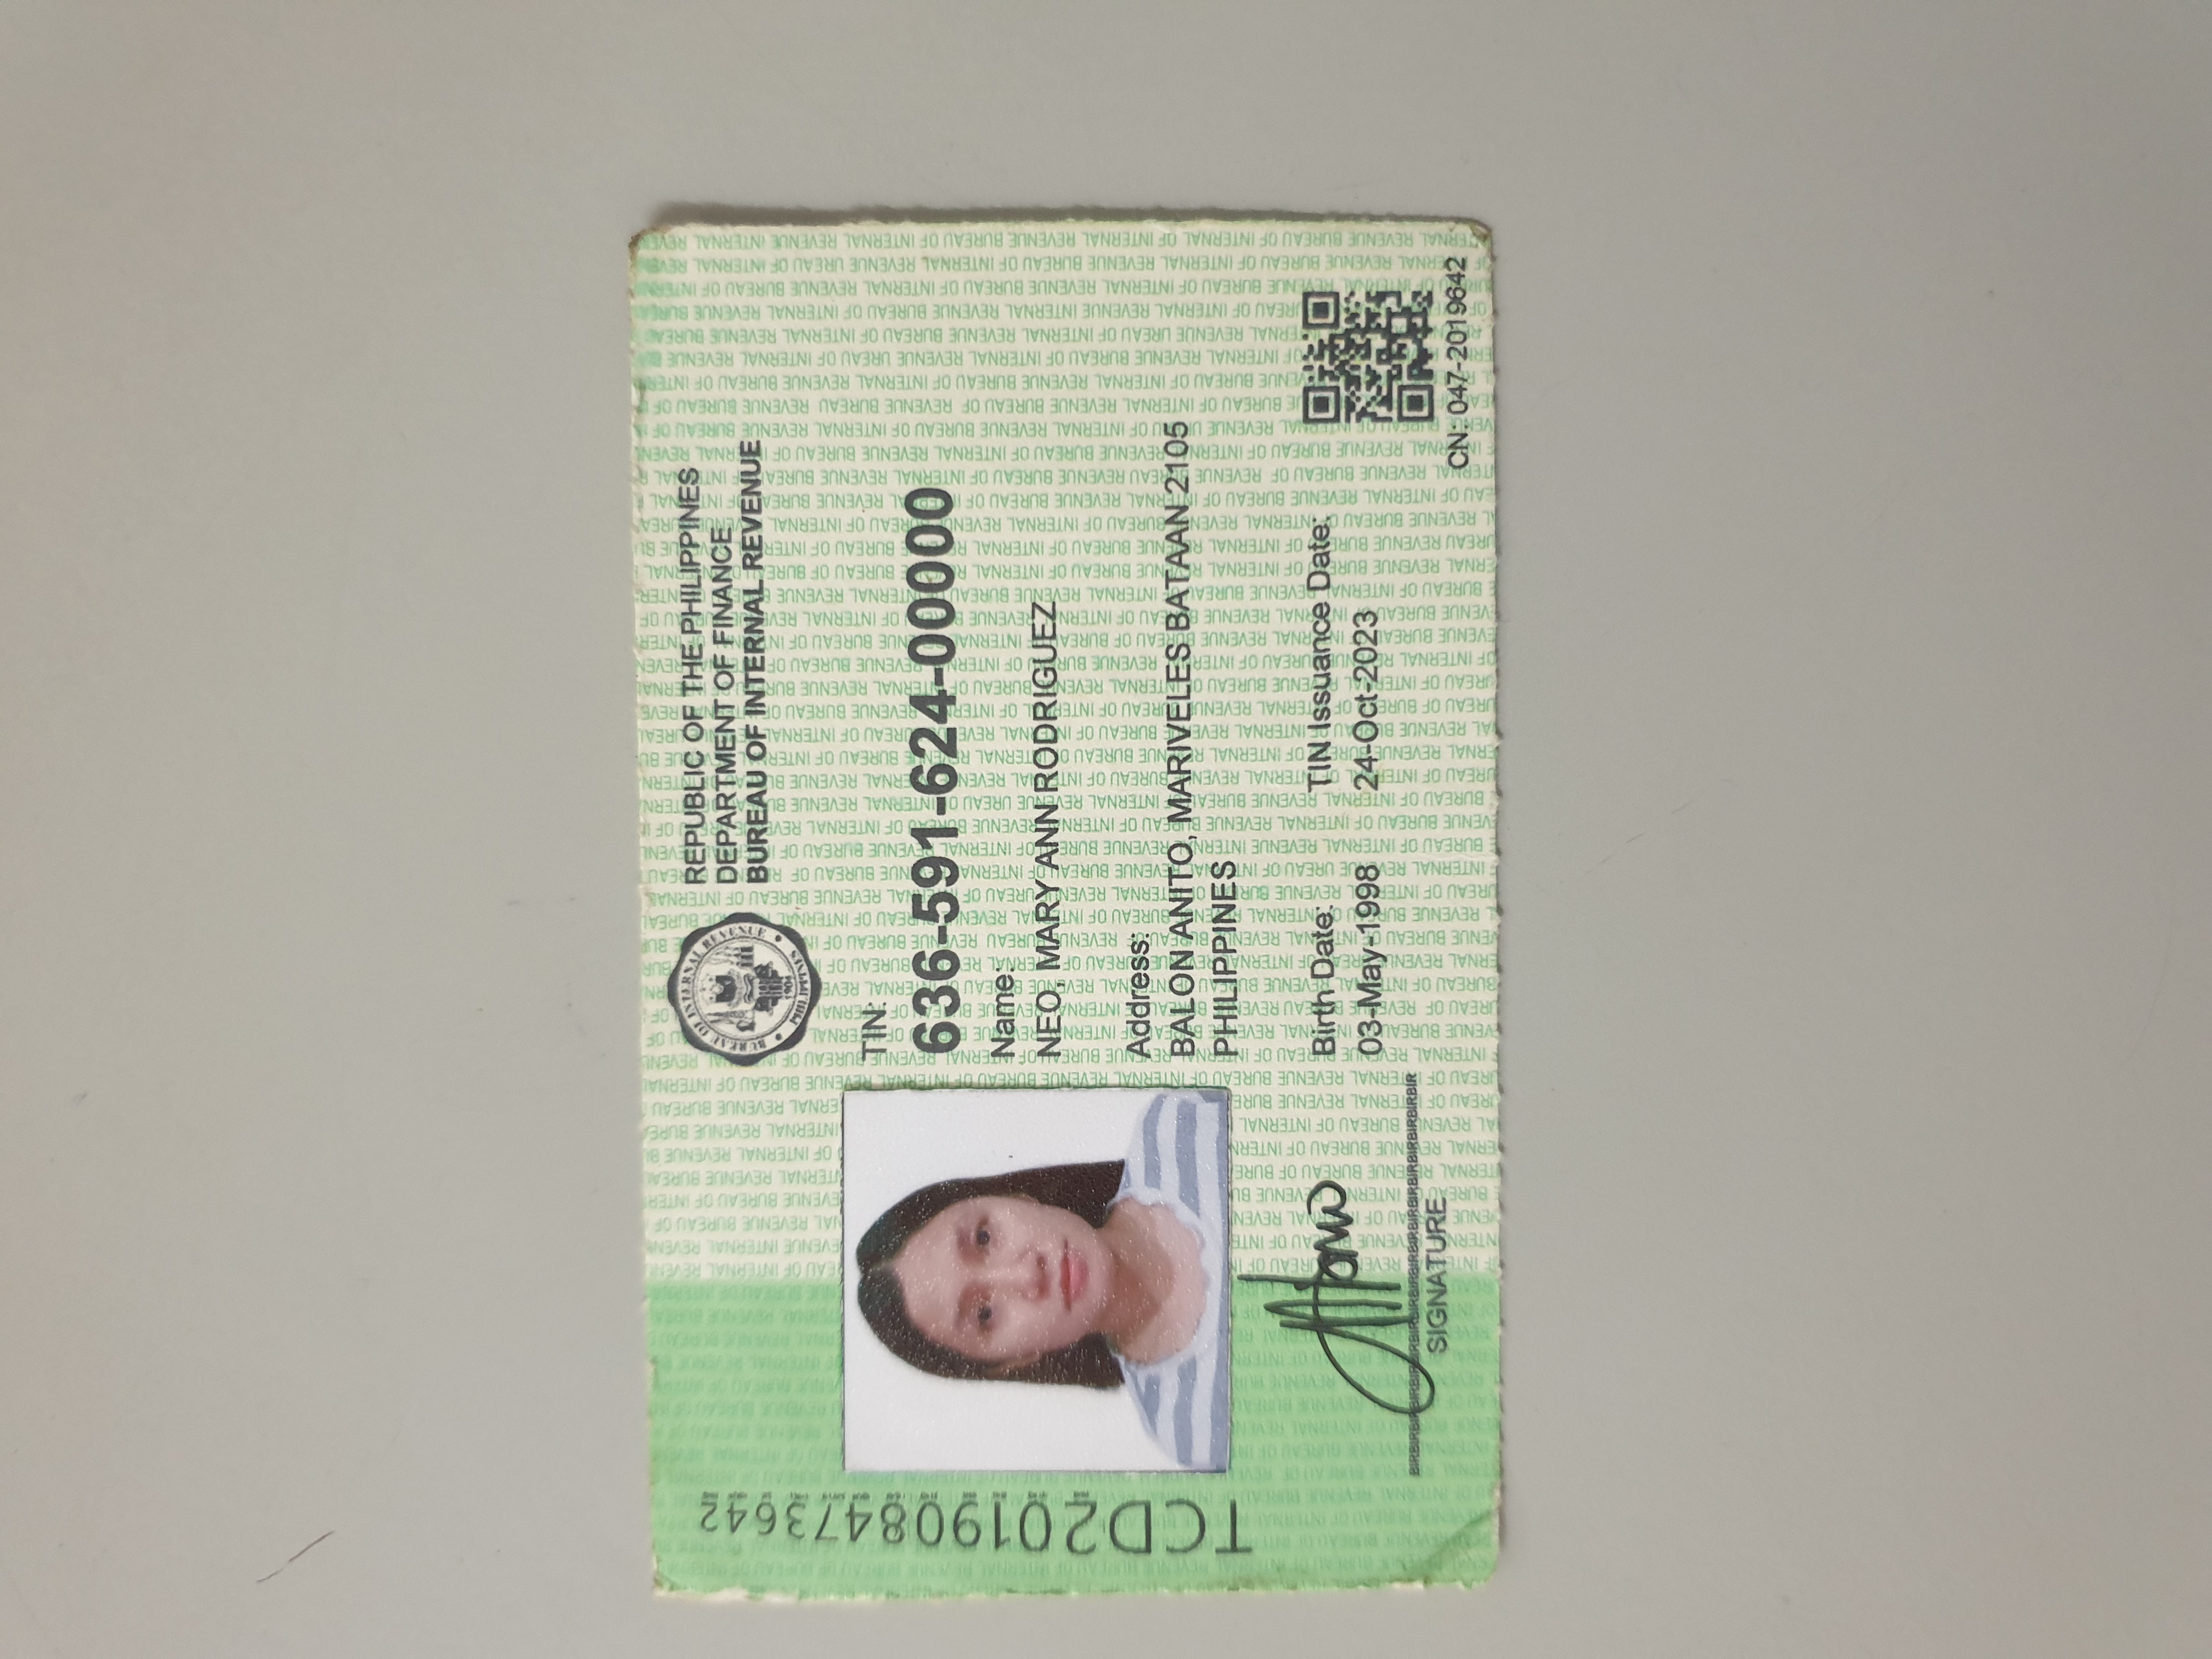 TCD201908473642
BUREAU OF INTERNAL REVENUE
1904
PHILIPPINES
REPUBLIC OF THE PHILIPPINES
DEPARTMENT OF FINANCE
BUREAU OF INTERNAL REVENUE
TIN:
636-591-624-00000
Name:
NEO, MARY ANN RODRIGUEZ
Address:
BALON ANITO, MARIVELES BATAAN 2105
PHILIPPINES
Birth Date:
03-May-1998
TIN Issuance Date:
24-Oct-2023
BIRBIRBIRBIRBIRBIRBIRBIRBIRBIRBIRBIRBIRBIRBIRBIRBIRBIR
SIGNATURE
CN: 047-2019642